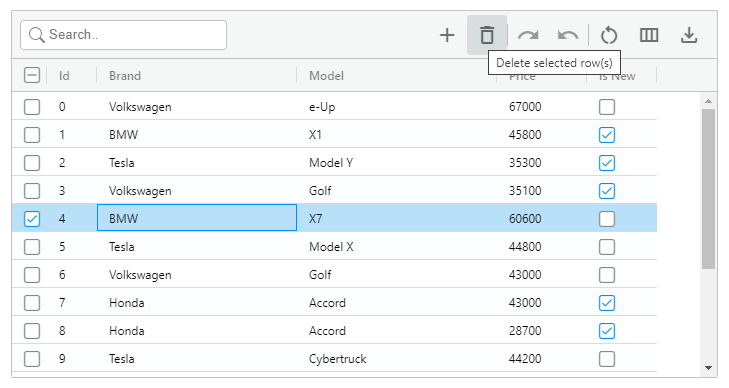 Search..
Delete selected row(s)
Id Brand Model Price Is New
0 Volkswagen e-Up 67000
1 BMW X1 45800
2 Tesla Model Y 35300
3 Volkswagen Golf 35100
4 BMW X7 60600
5 Tesla Model X 44800
6 Volkswagen Golf 43000
7 Honda Accord 43000
8 Honda Accord 28700
9 Tesla Cybertruck 44200